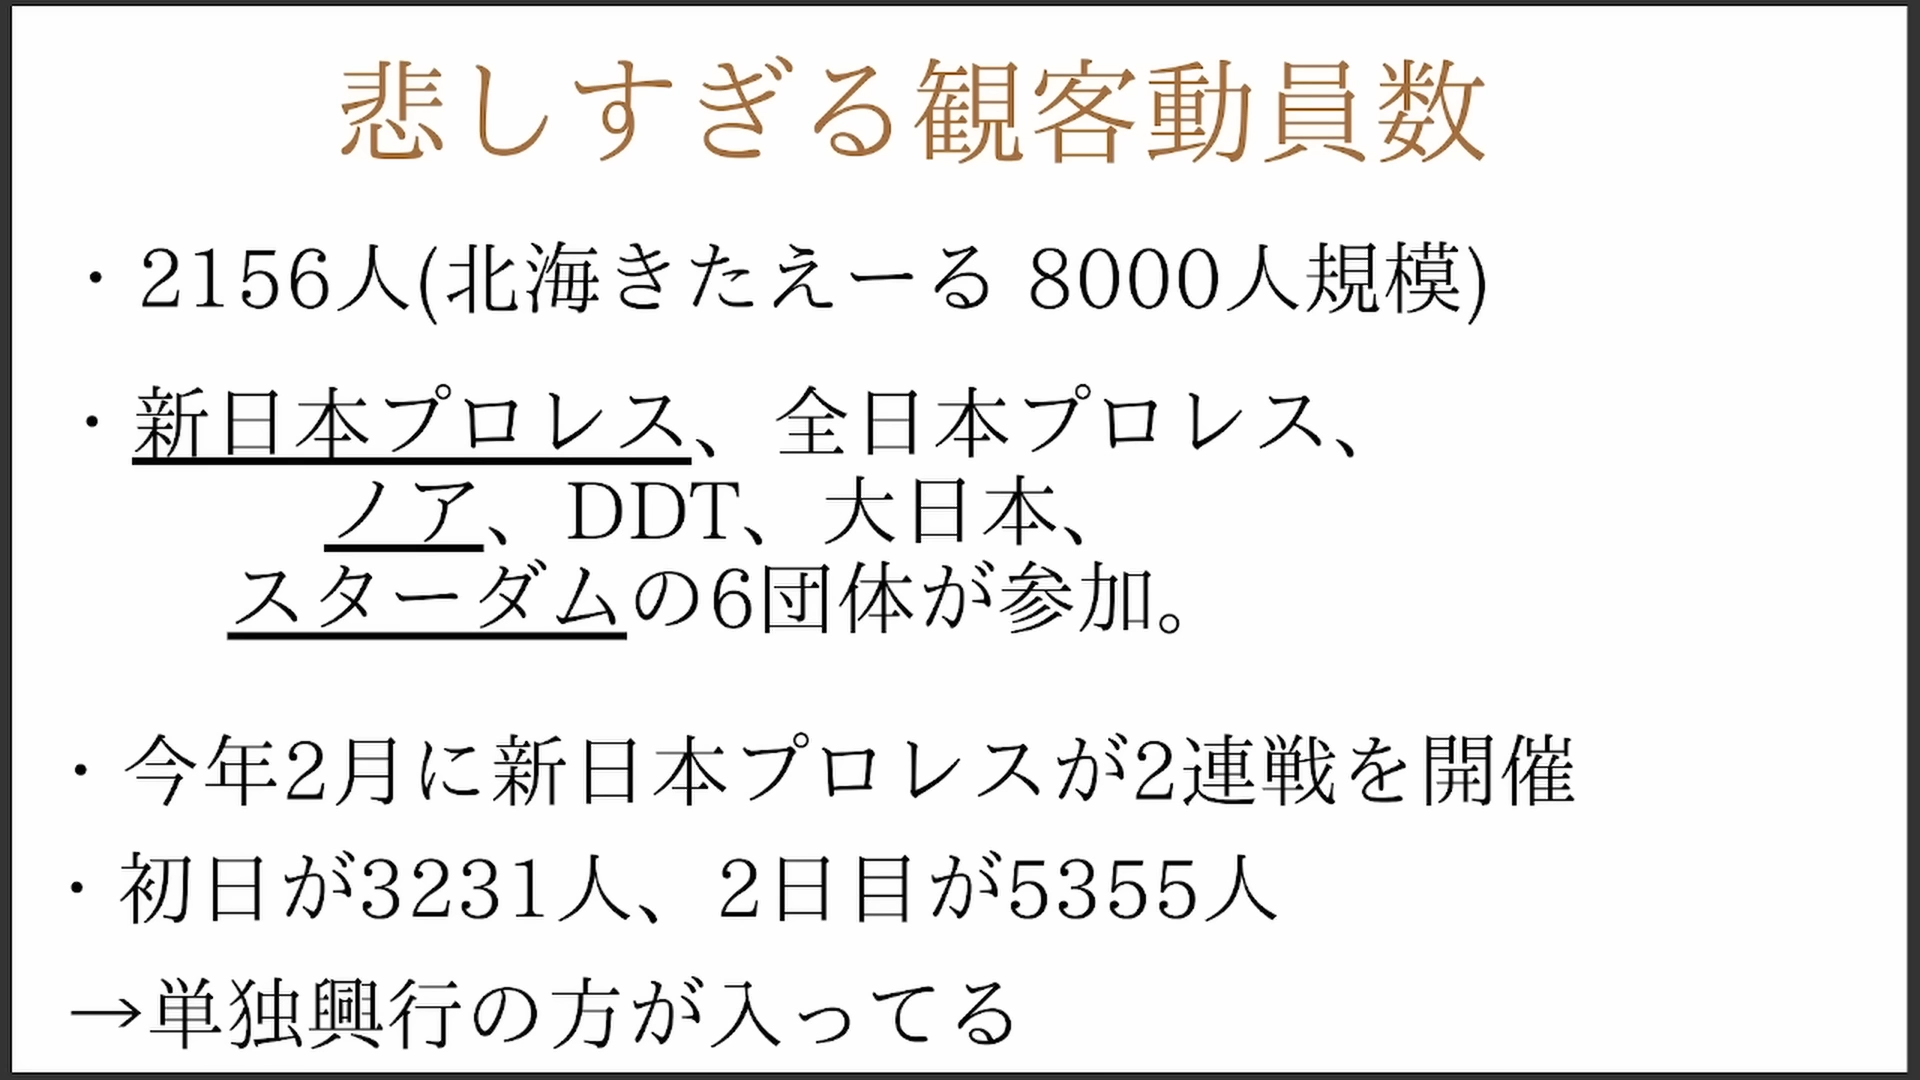 悲しすぎる観客動員数
・2156人(北海きたえーる 8000人規模)
・新日本プロレス、全日本プロレス、
ノア、DDT、大日本、
スターダムの6団体が参加。
・今年2月に新日本プロレスが2連戦を開催
・初日が3231人、2日目が5355人
→単独興行の方が入ってる